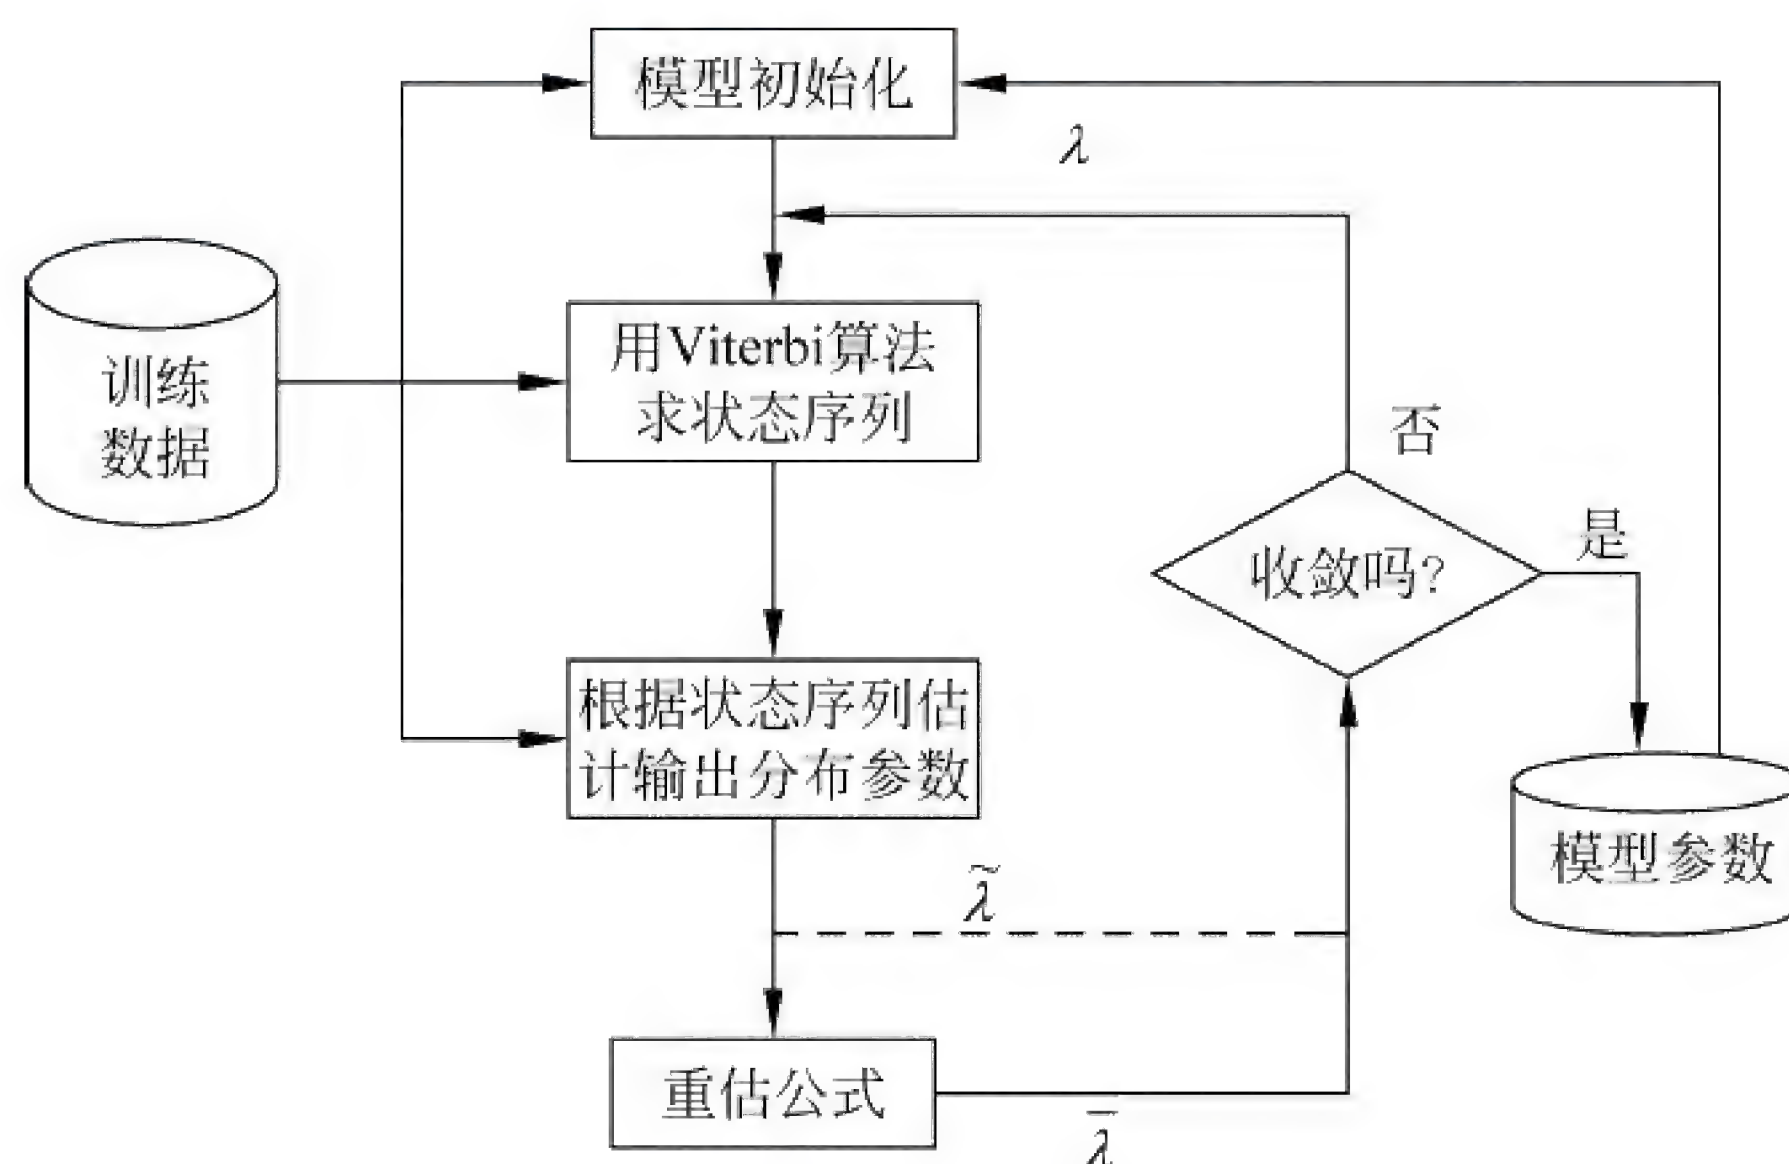 模型初始化
λ
用Viterbi算法
求状态序列
训练
数据
否
是
收敛吗?
根据状态序列估
计输出分布参数
模型参数
λ̃
重估公式
λ̄